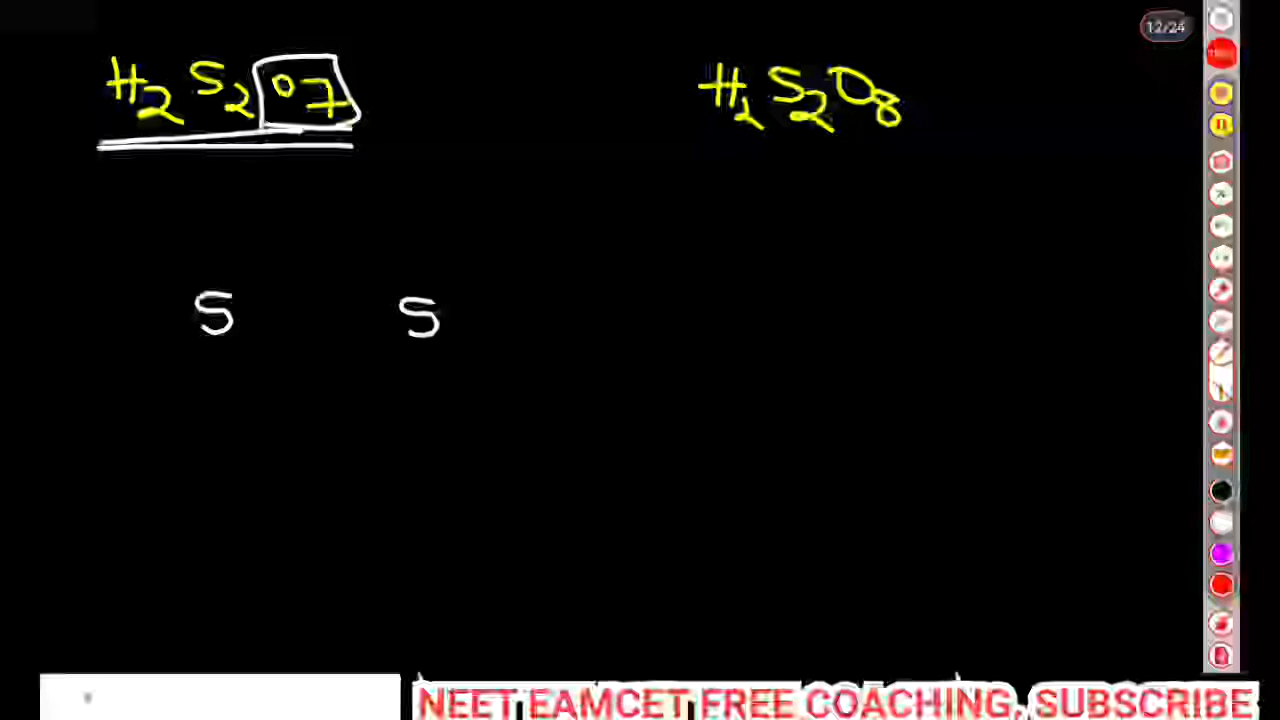 H₂S₂O₇ H₂S₂O₈
12/24
S S
NEET EAMCET FREE COACHING, SUBSCRIBE